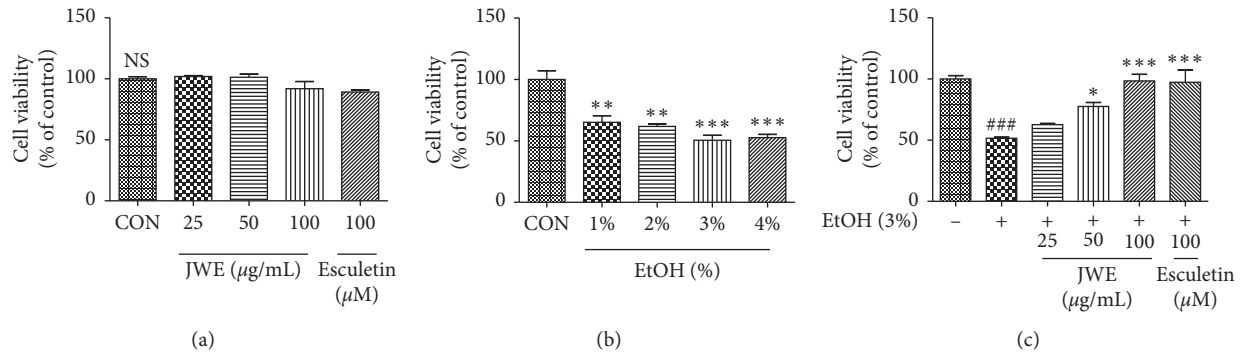 150
100
50
0
Cell viability
(% of control)
NS
CON
25
50
100
100
JWE (μg/mL)
Esculetin
(μM)
(a)
150
100
50
0
Cell viability
(% of control)
**
**
***
***
CON
1%
2%
3%
4%
EtOH (%)
(b)
150
100
50
0
Cell viability
(% of control)
###
*
***
***
EtOH (3%) – + + + + +
25 50 100 100
JWE
(μg/mL)
Esculetin
(μM)
(c)